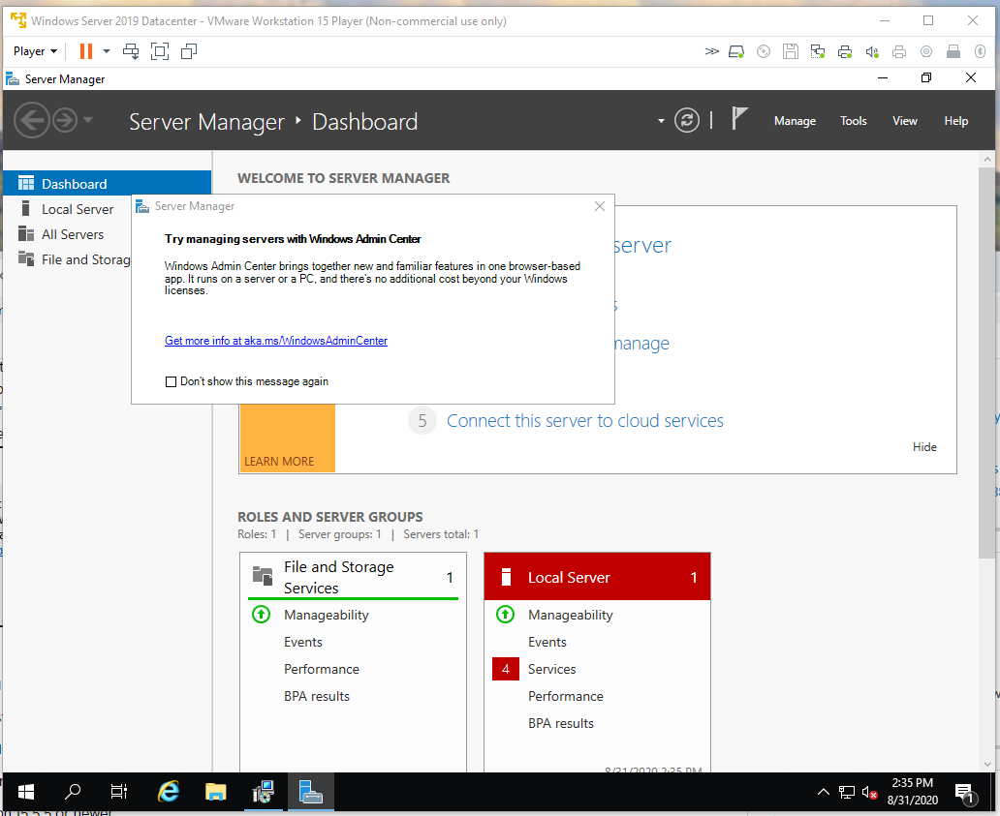 Windows Server 2019 Datacenter - VMware Workstation 15 Player (Non-commercial use only)
Player
Server Manager
Server Manager Dashboard
Manage Tools View Help
Dashboard
Local Server
All Servers
File and Storag
WELCOME TO SERVER MANAGER
server
manage
Server Manager
Try managing servers with Windows Admin Center
Windows Admin Center brings together new and familiar features in one browser-based
app. It runs on a server or a PC, and there's no additional cost beyond your Windows
licenses.
Get more info at aka.ms/WindowsAdminCenter
Don't show this message again
5 Connect this server to cloud services
LEARN MORE
Hide
ROLES AND SERVER GROUPS
Roles: 1 | Server groups: 1 | Servers total: 1
File and Storage
Services
1
Manageability
Events
Performance
BPA results
Local Server 1
Manageability
Events
4 Services
Performance
BPA results
8/31/2020 2:35 PM
2:35 PM
8/31/2020
1